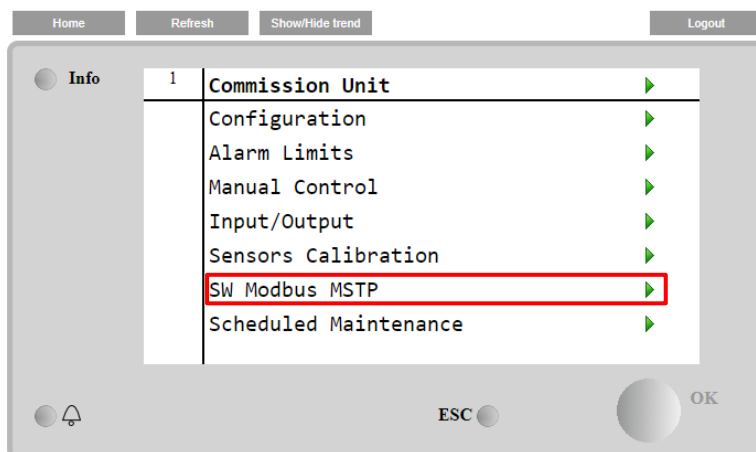 Home Refresh Show/Hide trend Logout
Info
1 Commission Unit
Configuration
Alarm Limits
Manual Control
Input/Output
Sensors Calibration
SW Modbus MSTP
Scheduled Maintenance
ESC OK